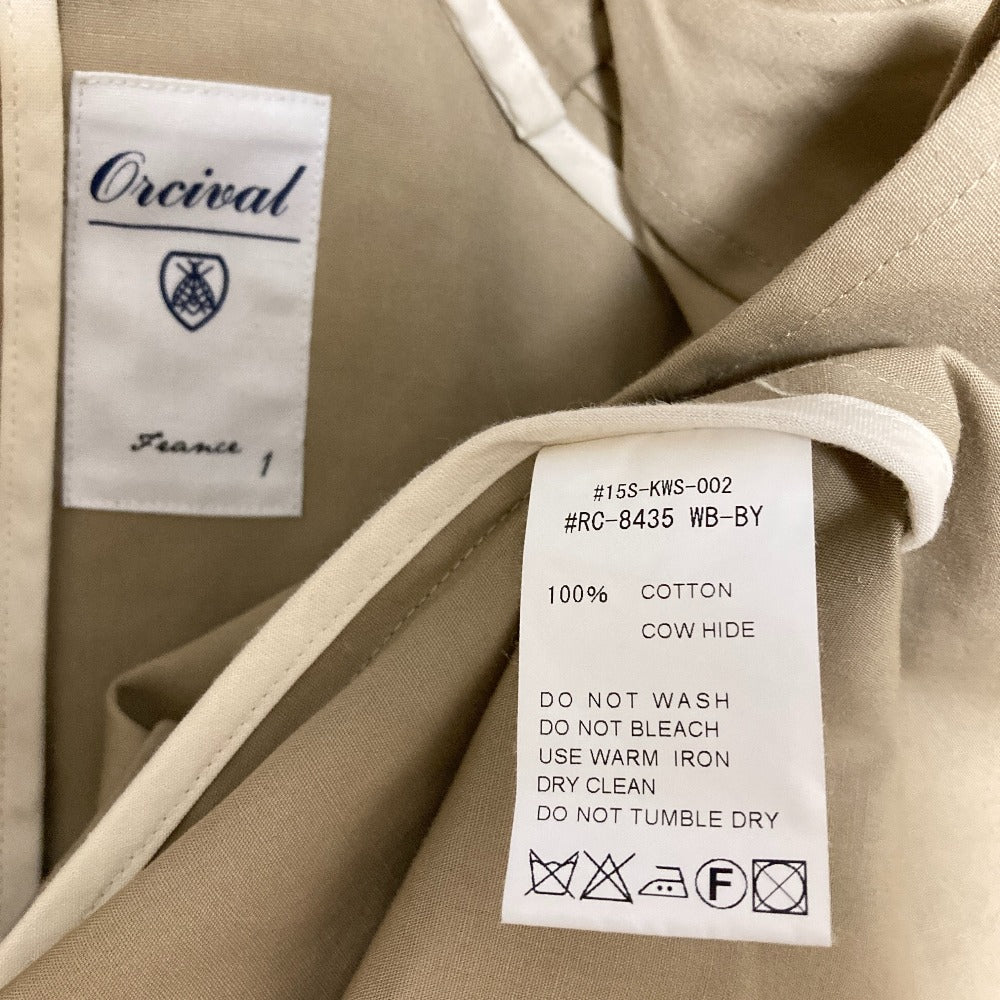 Orcival
France
1
#15S-KWS-002
#RC-8435 WB-BY
100% COTTON
COW HIDE
DO NOT WASH
DO NOT BLEACH
USE WARM IRON
DRY CLEAN
DO NOT TUMBLE DRY
F